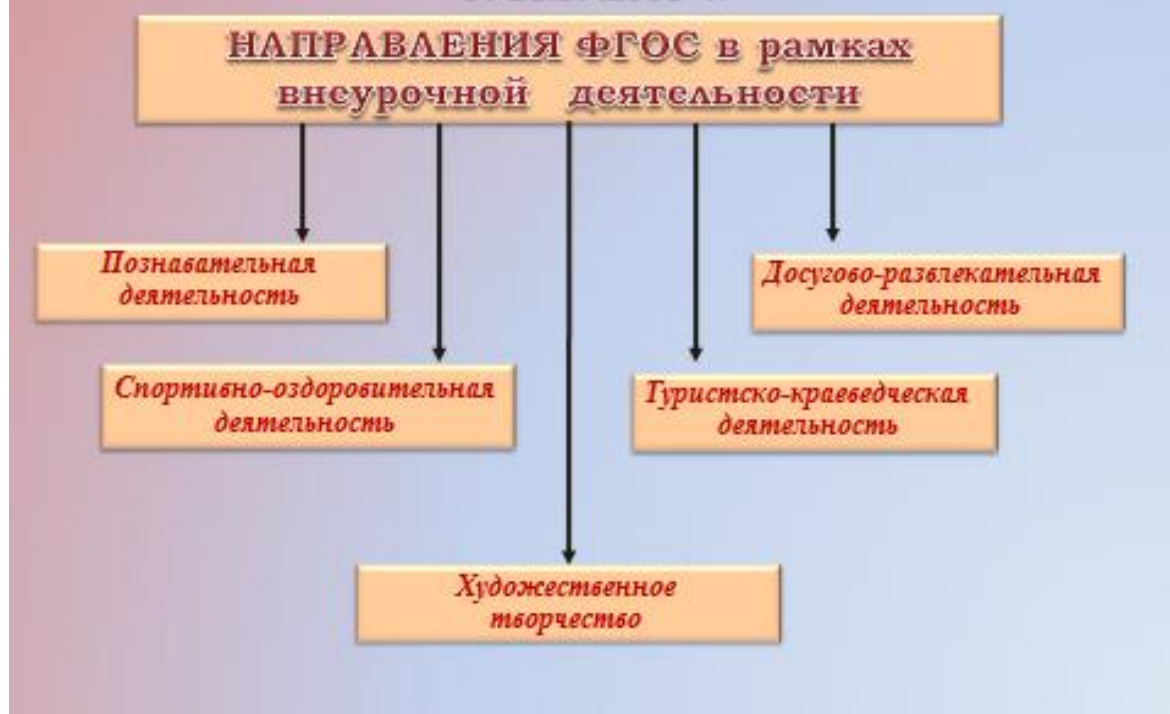 НАПРАВЛЕНИЯ ФГОС в рамках
внеурочной деятельности
Познавательная
деятельность
Досугово-развлекательная
деятельность
Спортивно-оздоровительная
деятельность
Туристско-краеведческая
деятельность
Художественное
творчество